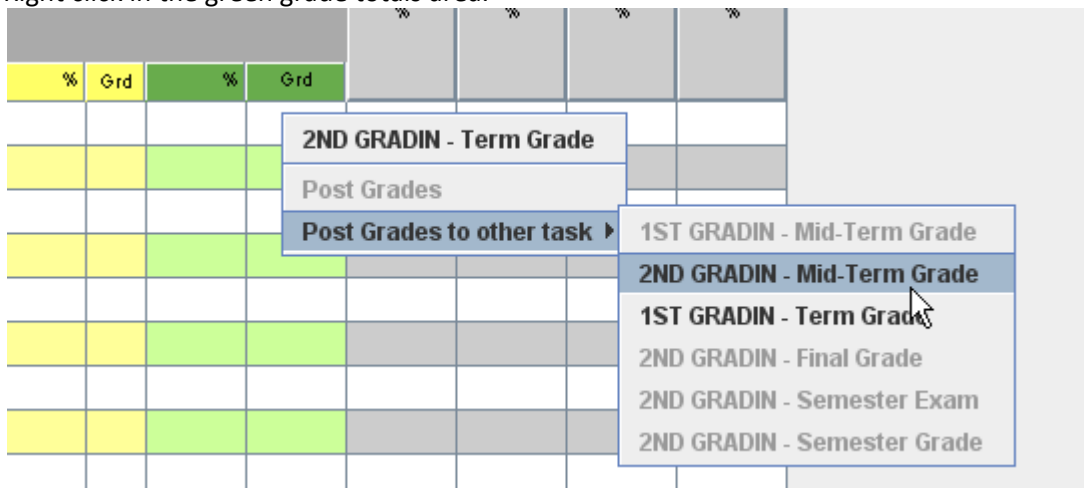 Right click in the green grade totals area.
% % % %
% Grd % Grd
2ND GRADIN - Term Grade
Post Grades
Post Grades to other task
1ST GRADIN - Mid-Term Grade
2ND GRADIN - Mid-Term Grade
1ST GRADIN - Term Grade
2ND GRADIN - Final Grade
2ND GRADIN - Semester Exam
2ND GRADIN - Semester Grade